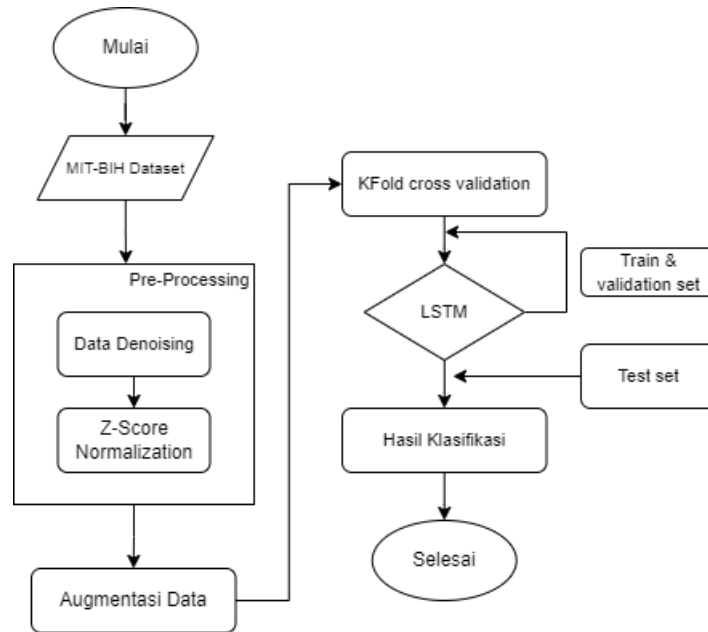 Mulai
MIT-BIH Dataset
Pre-Processing
Data Denoising
Z-Score
Normalization
Augmentasi Data
KFold cross validation
LSTM
Train &
validation set
Test set
Hasil Klasifikasi
Selesai